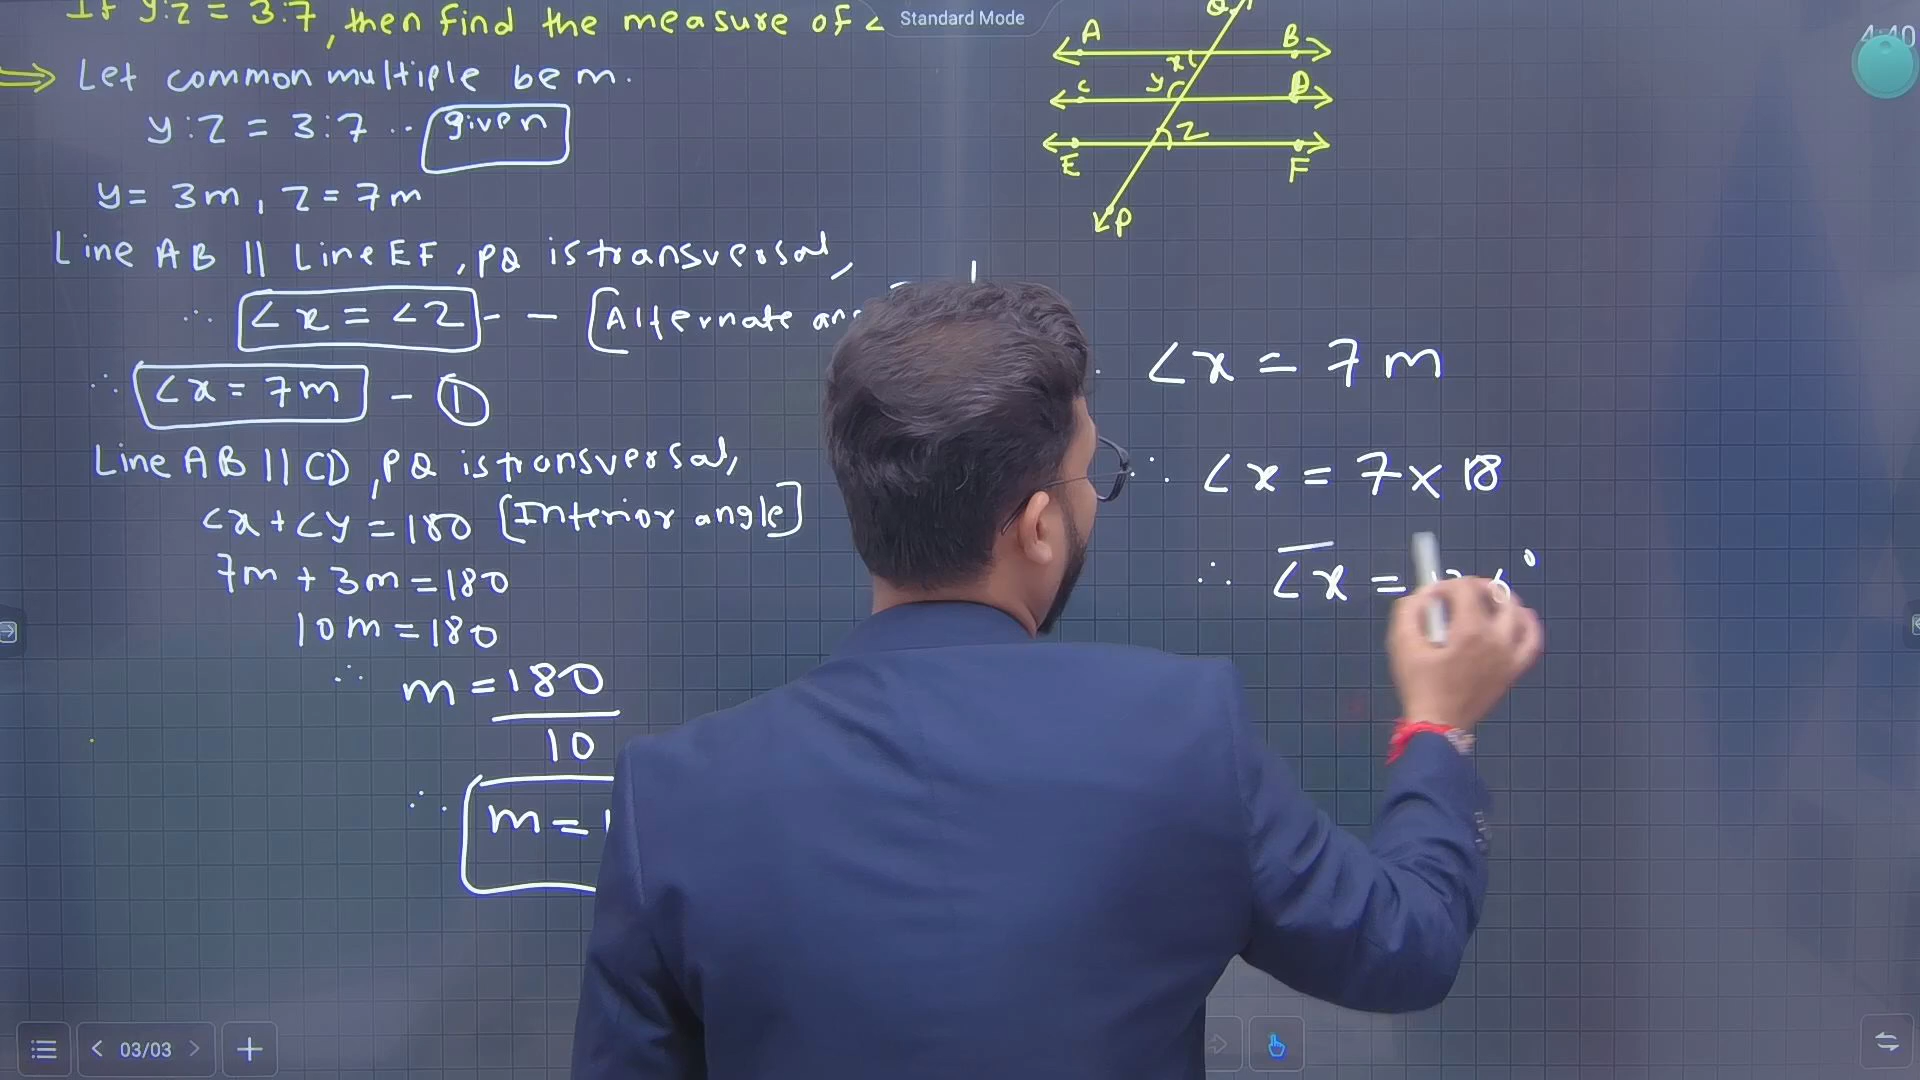 If y:z = 3:7, then find the measure of ∠
Standard Mode
4:40
Let common multiple be m.
y:z = 3:7 -- given
y = 3m, z = 7m
Line AB || Line EF, PQ is transversal,
∴ ∠x = ∠z - - [Alternate
∴ ∠x = 7m - ①
Line AB || CD, PQ is transversal,
∠x + ∠y = 180 [Interior angle]
7m + 3m = 180
10m = 180
∴ m = 180
10
∴ m =
Q
A B
x
C y D
z
E F
P
∠x = 7m
∴ ∠x = 7 × 18
∴ ∠x =
03/03